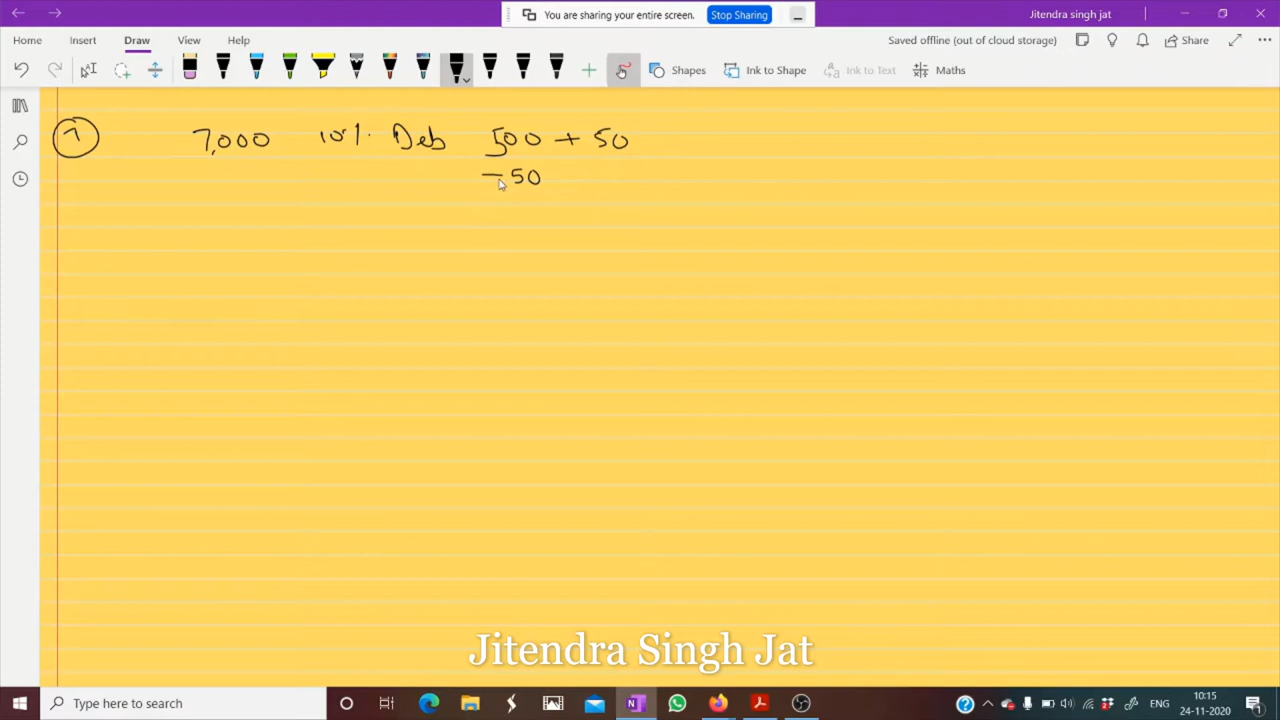 You are sharing your entire screen. Stop Sharing
Jitendra singh jat
Home Insert Draw View Help
Saved offline (out of cloud storage) Share
Shapes Ink to Shape Ink to Text Maths
7 7,000 10% Deb 500 + 50
- 50
Jitendra Singh Jat
Type here to search
ENG 10:15
24-11-2020